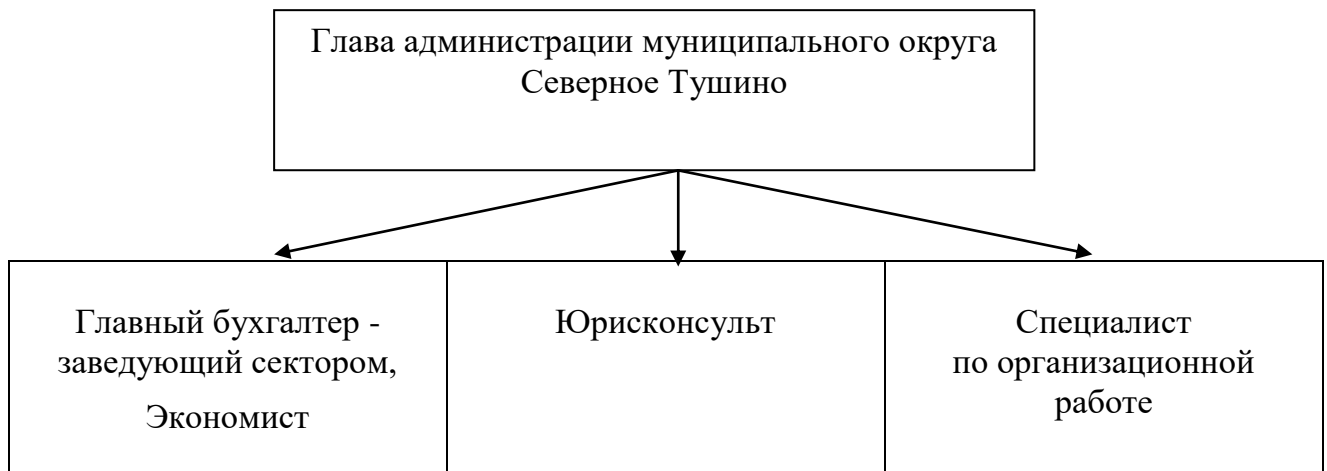 Глава администрации муниципального округа
Северное Тушино
Главный бухгалтер -
заведующий сектором,
Экономист
Юрисконсульт
Специалист
по организационной
работе